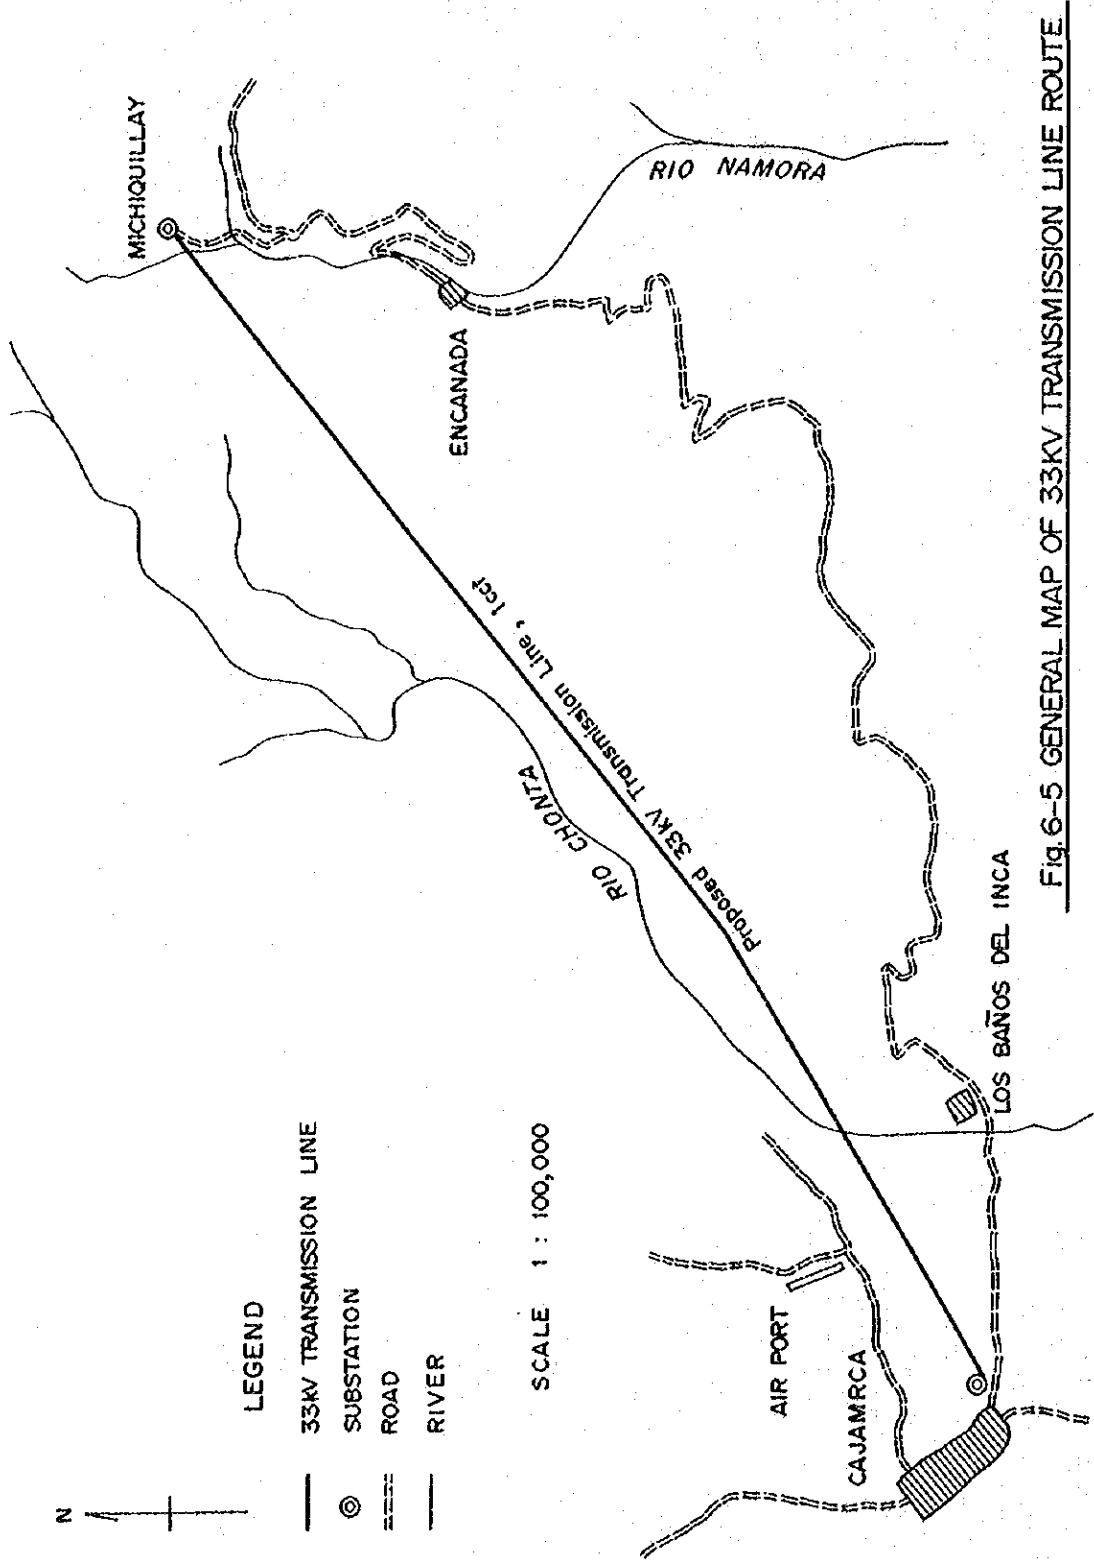 N
LEGEND
33KV TRANSMISSION LINE
SUBSTATION
ROAD
RIVER
SCALE 1 : 100,000
MICHIQUILLAY
ENCANADA
RIO NAMORA
RIO CHONTA
Proposed 33kV Transmission Line, 1cct
AIR PORT
CAJAMRCA
LOS BAÑOS DEL INCA
Fig.6-5 GENERAL MAP OF 33KV TRANSMISSION LINE ROUTE